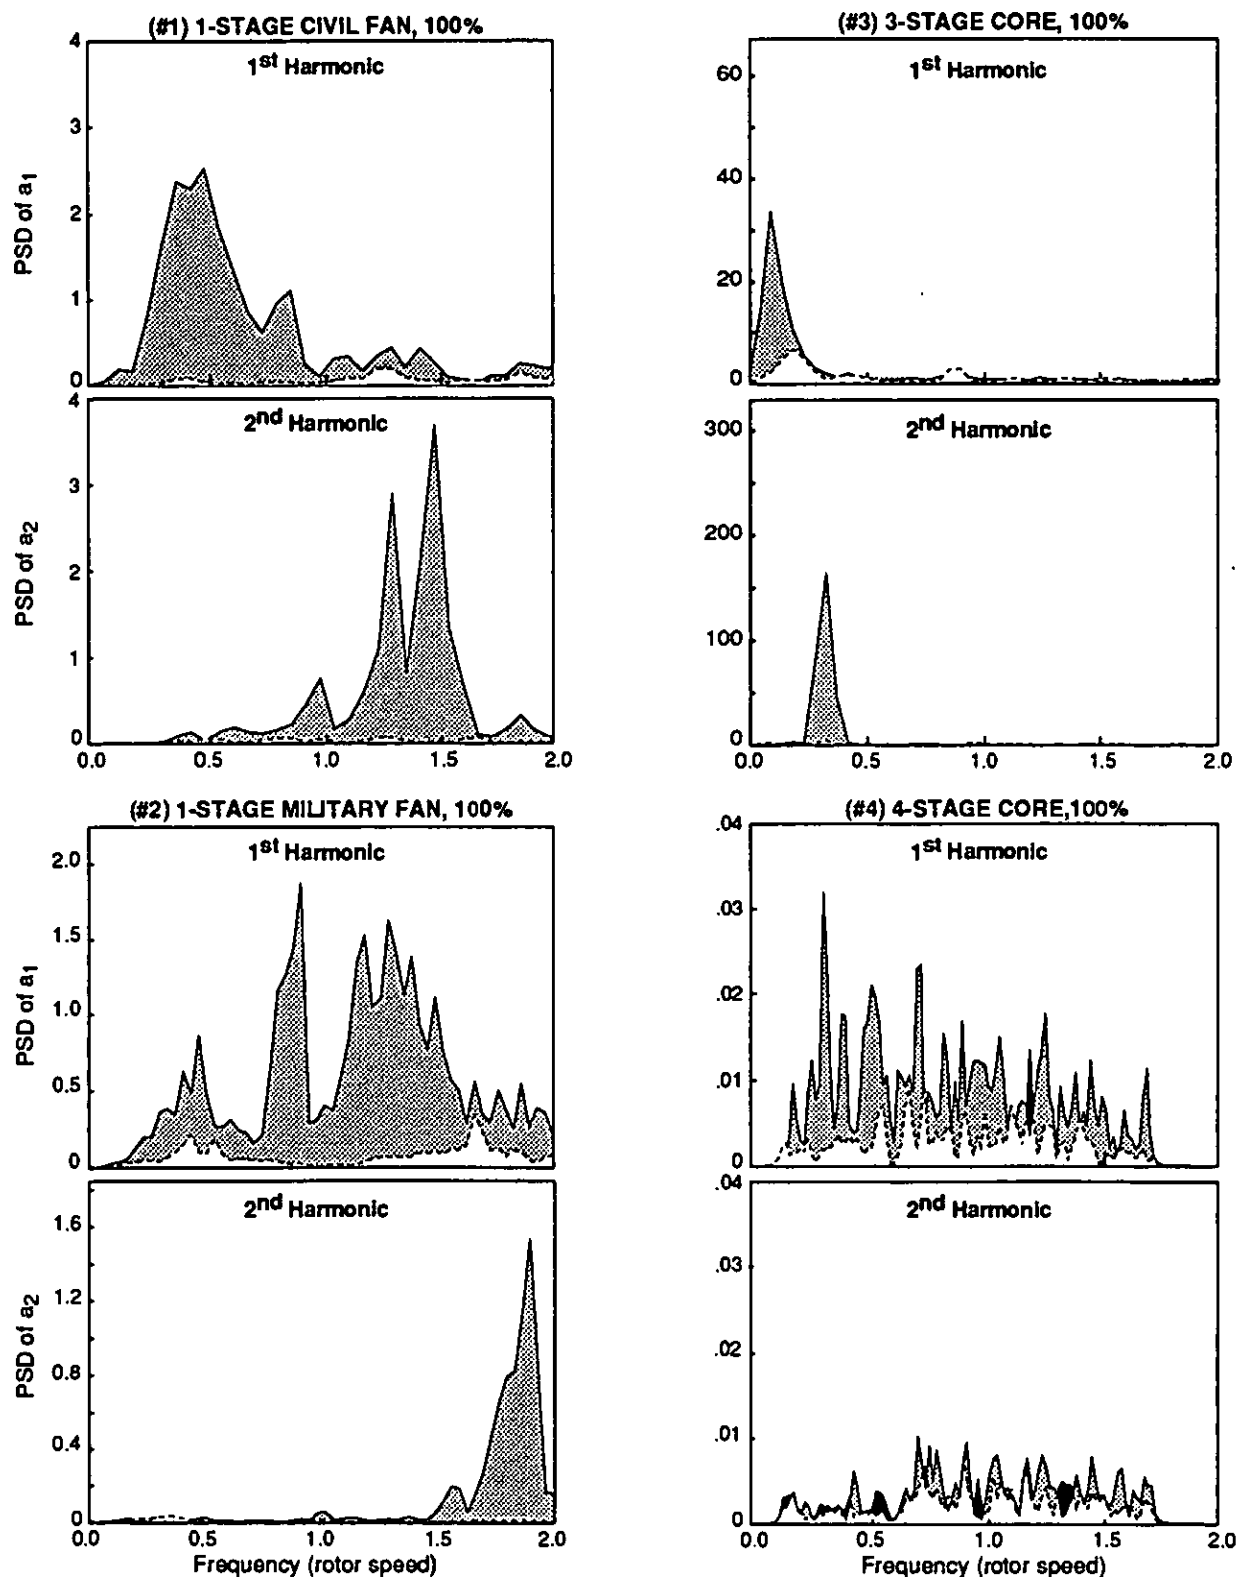 (#1) 1-STAGE CIVIL FAN, 100%
1st Harmonic
4
3
2
1
0
PSD of a1
2nd Harmonic
4
3
2
1
0
PSD of a2
0.0 0.5 1.0 1.5 2.0
(#2) 1-STAGE MILITARY FAN, 100%
1st Harmonic
2.0
1.5
1.0
0.5
0
PSD of a1
2nd Harmonic
1.6
1.2
0.8
0.4
0
PSD of a2
0.0 0.5 1.0 1.5 2.0
Frequency (rotor speed)
(#3) 3-STAGE CORE, 100%
1st Harmonic
60
40
20
0
2nd Harmonic
300
200
100
0
0.0 0.5 1.0 1.5 2.0
(#4) 4-STAGE CORE,100%
1st Harmonic
.04
.03
.02
.01
0
2nd Harmonic
.04
.03
.02
.01
0
0.0 0.5 1.0 1.5 2.0
Frequency (rotor speed)